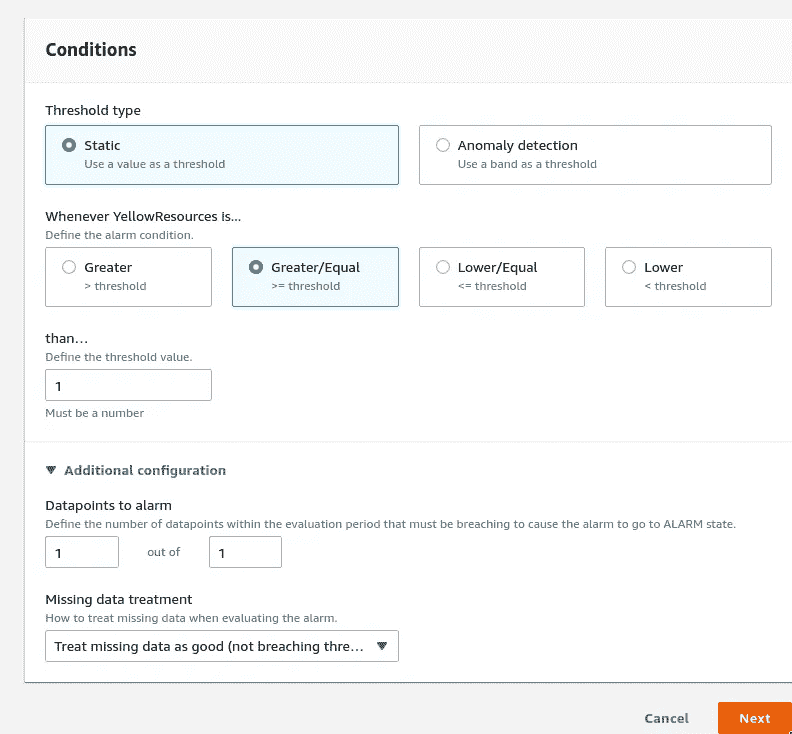 Conditions
Threshold type
Static
Use a value as a threshold
Anomaly detection
Use a band as a threshold
Whenever YellowResources is...
Define the alarm condition.
Greater
> threshold
Greater/Equal
>= threshold
Lower/Equal
<= threshold
Lower
< threshold
than...
Define the threshold value.
1
Must be a number
Additional configuration
Datapoints to alarm
Define the number of datapoints within the evaluation period that must be breaching to cause the alarm to go to ALARM state.
1 out of 1
Missing data treatment
How to treat missing data when evaluating the alarm.
Treat missing data as good (not breaching thre...
Cancel Next